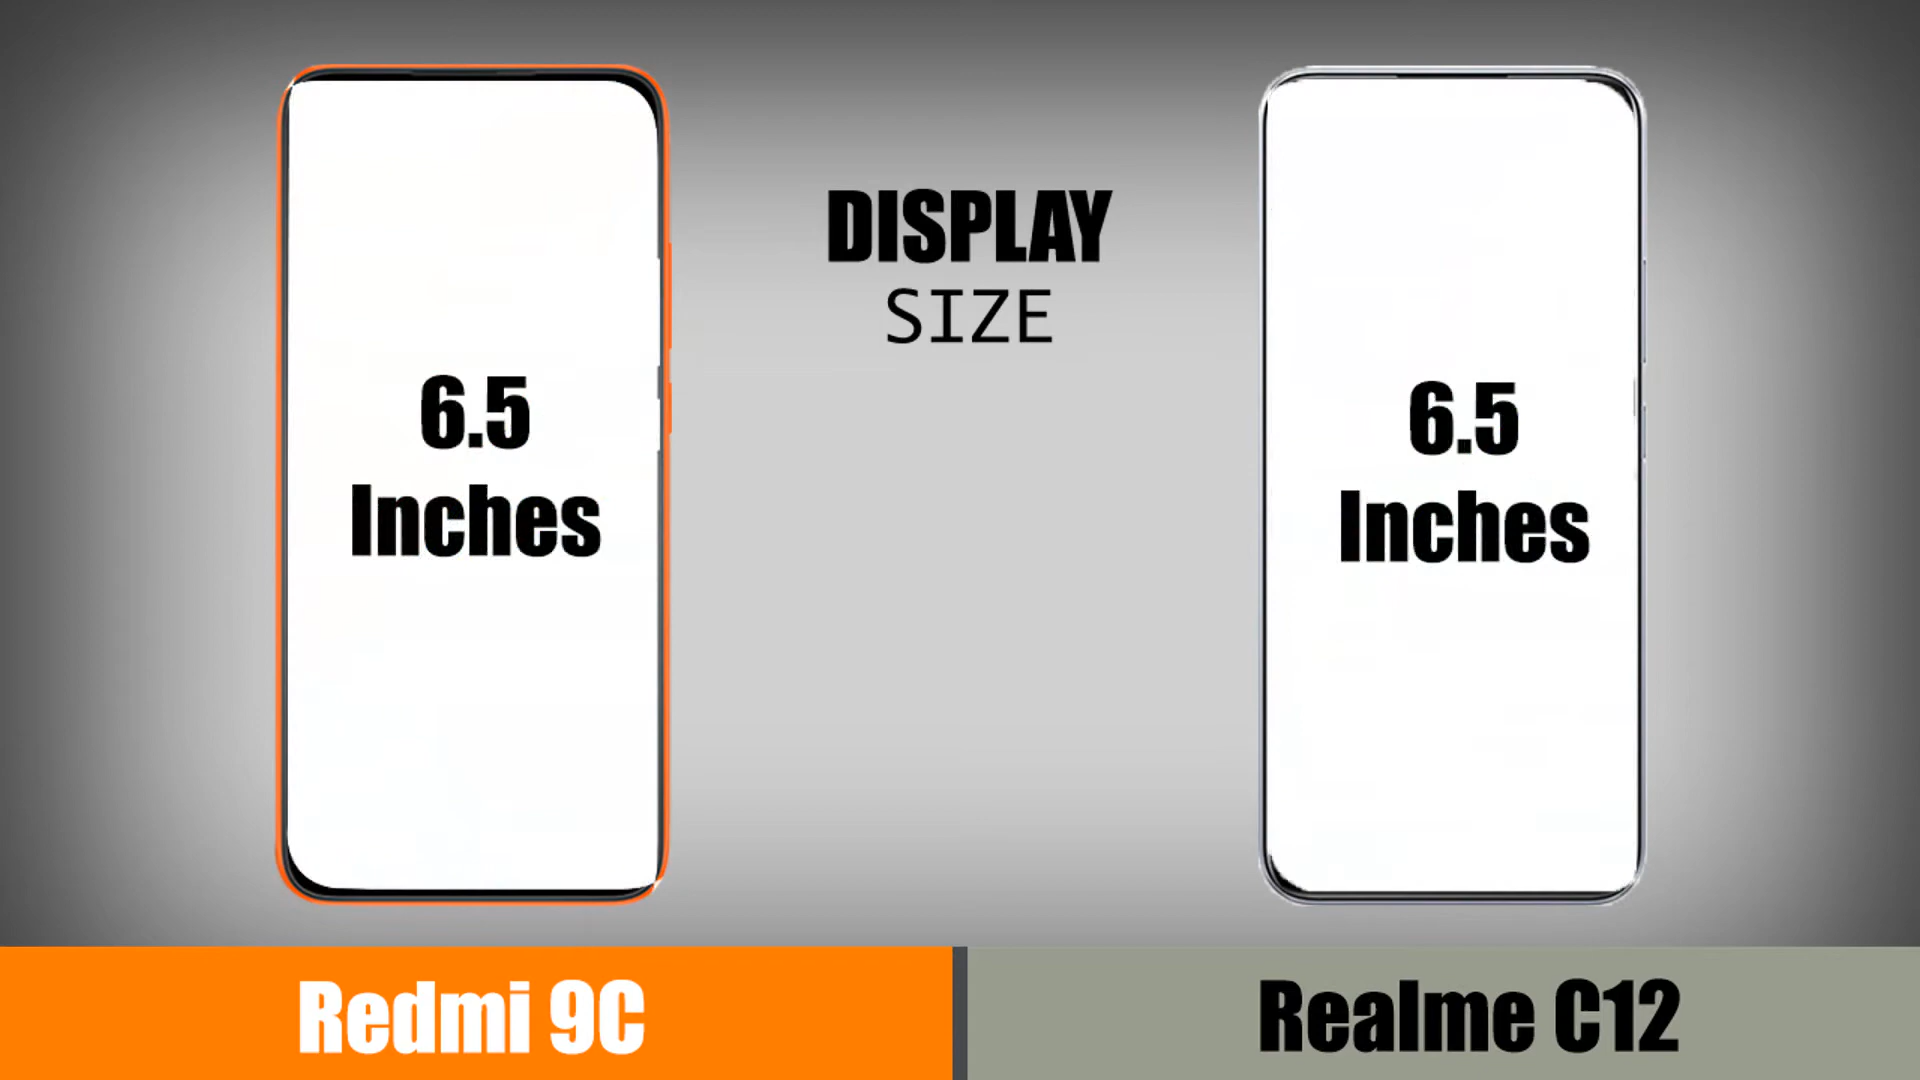 DISPLAY
SIZE
6.5
Inches
6.5
Inches
Redmi 9C
Realme C12